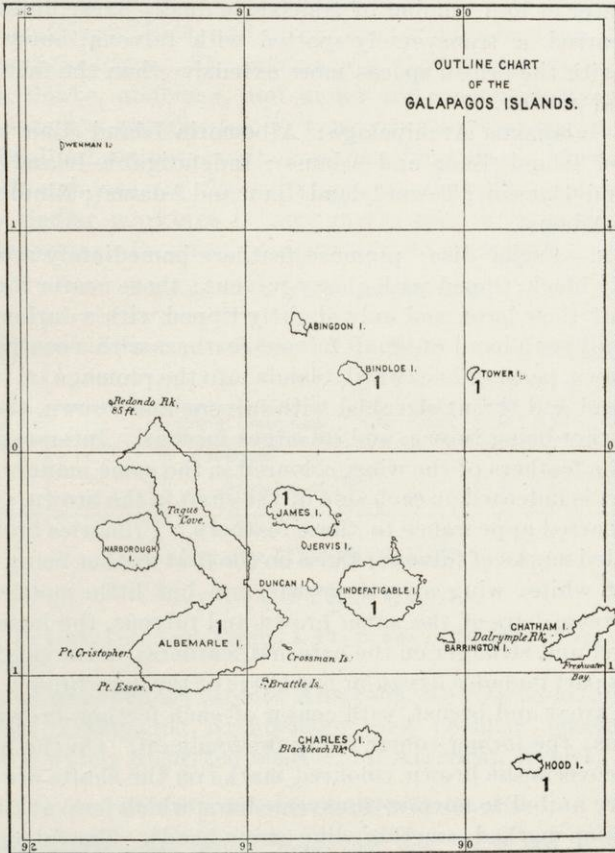 92
91
90
OUTLINE CHART
OF THE
GALAPAGOS ISLANDS.
WENMAN I.
1
1
ABINGDON I.
BINDLOE I.
1
TOWER I.
1
Redondo Rk.
85 ft.
0
0
Tagus
Cove.
1
JAMES I.
NARBOROUGH
JERVIS I.
DUNCAN I.
INDEFATIGABLE I.
1
1
ALBEMARLE I.
CHATHAM I.
Dalrymple Rk.
BARRINGTON I.
Pt. Cristopher
Crossman Is.
Freshwater
Bay.
1
1
Pt. Essex.
Brattle Is.
CHARLES I.
Blackbeach Rk.
HOOD I.
1
92
91
90